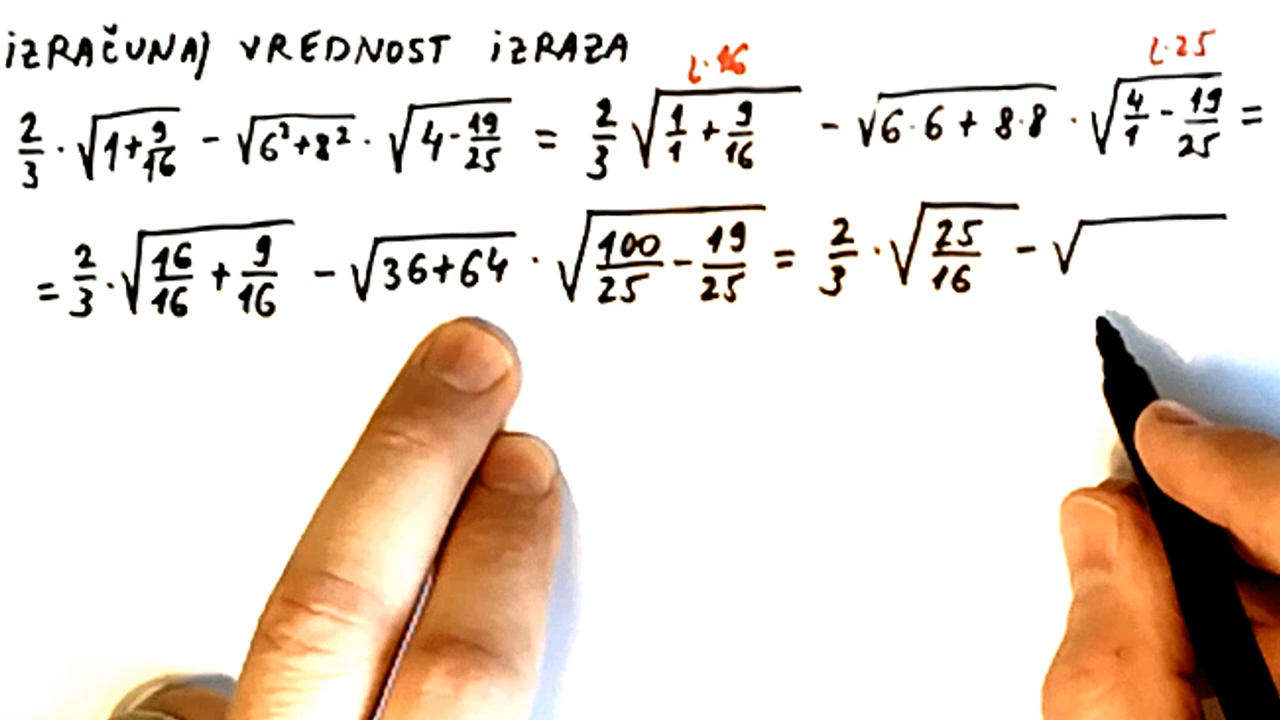 iZRAČUNAJ VREDNOST iZRAZA
2/3 · √(1+9/16) - √(6²+8²) · √(4-19/25) = 2/3 √(1/1+9/16) - √(6·6+8·8) · √(4/1-19/25) =
= 2/3 · √(16/16+9/16) - √(36+64) · √(100/25-19/25) = 2/3 · √(25/16) - √